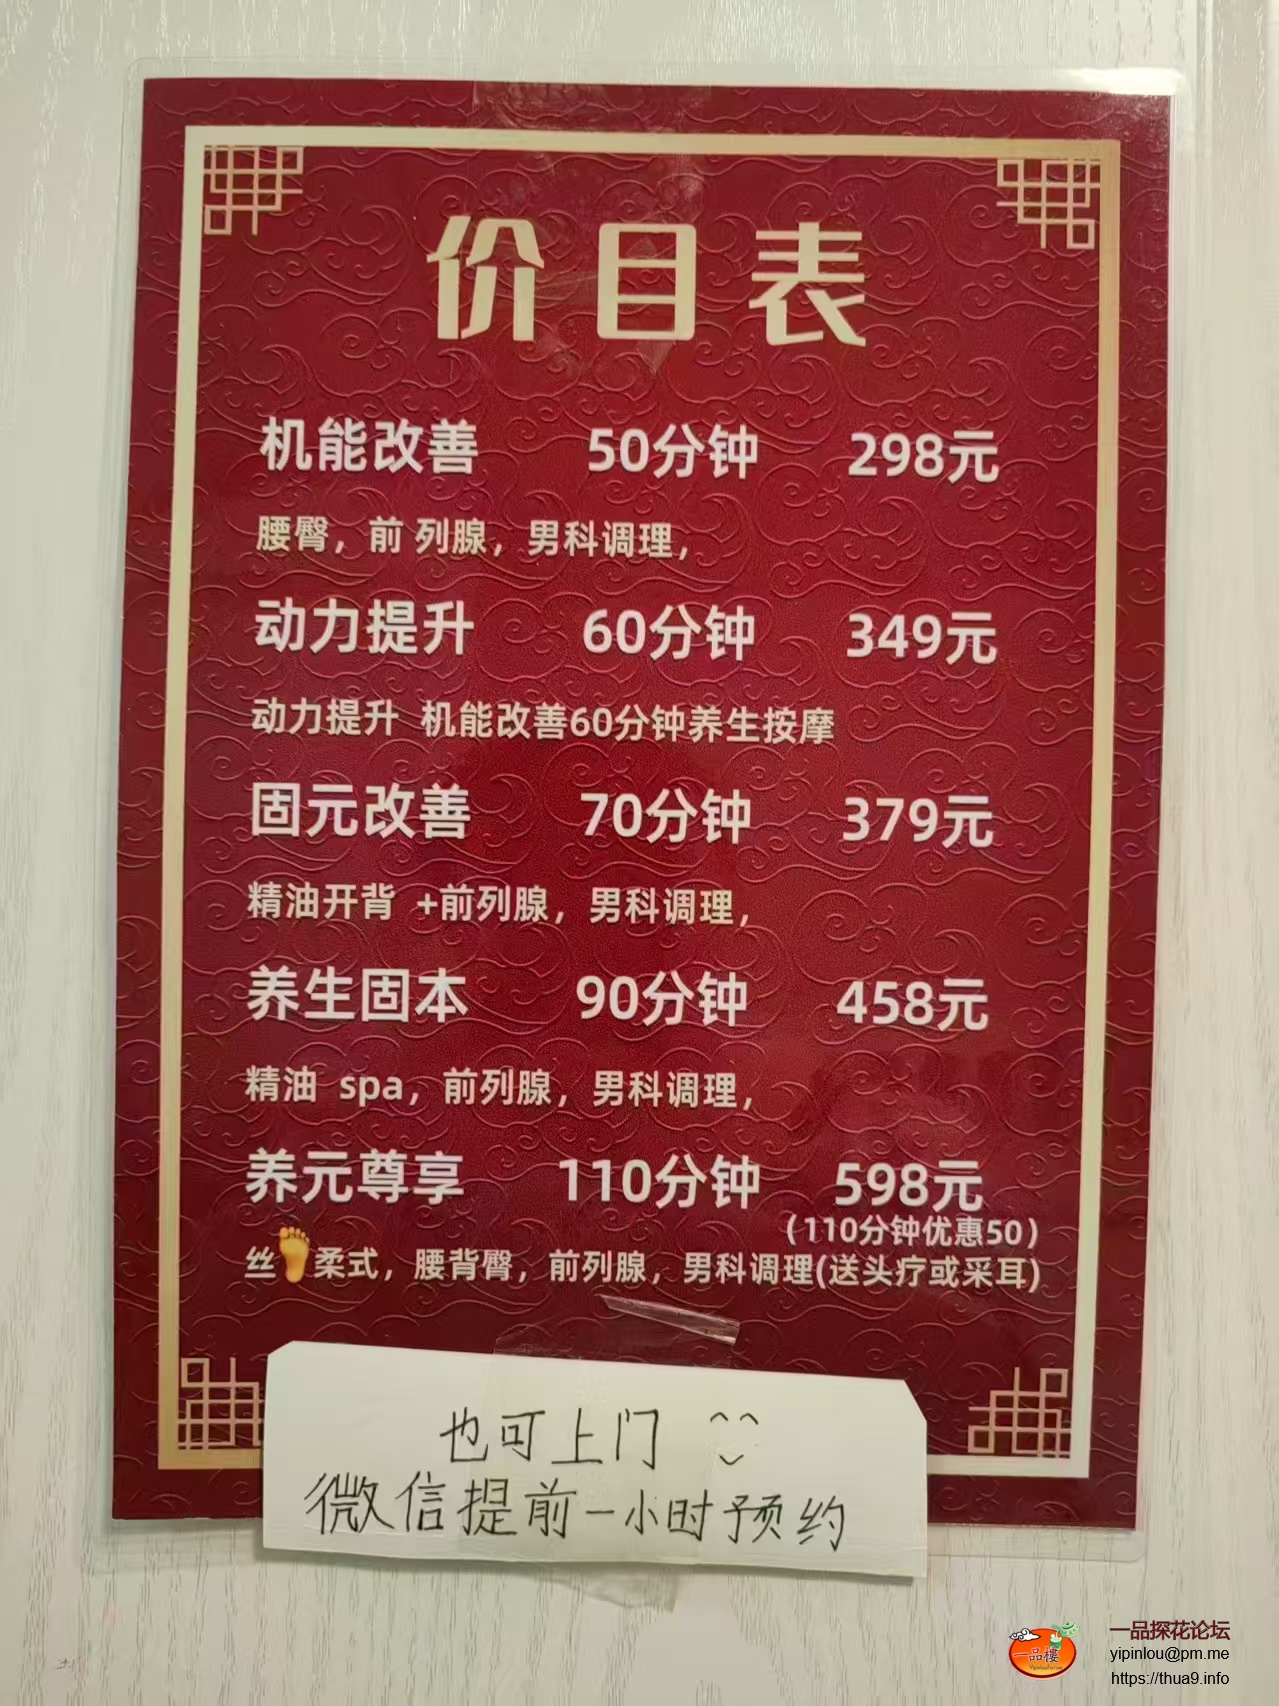 价目表
机能改善 50分钟 298元
腰臀，前 列腺，男科调理，
动力提升 60分钟 349元
动力提升 机能改善60分钟养生按摩
固元改善 70分钟 379元
精油开背 +前列腺，男科调理，
养生固本 90分钟 458元
精油 spa，前列腺，男科调理，
养元尊享 110分钟 598元
（110分钟优惠50）
丝🦶柔式，腰背臀，前列腺，男科调理(送头疗或采耳)
也可上门
微信提前一小时预约
一品楼
一品探花论坛
yipinlou@pm.me
https://thua9.info